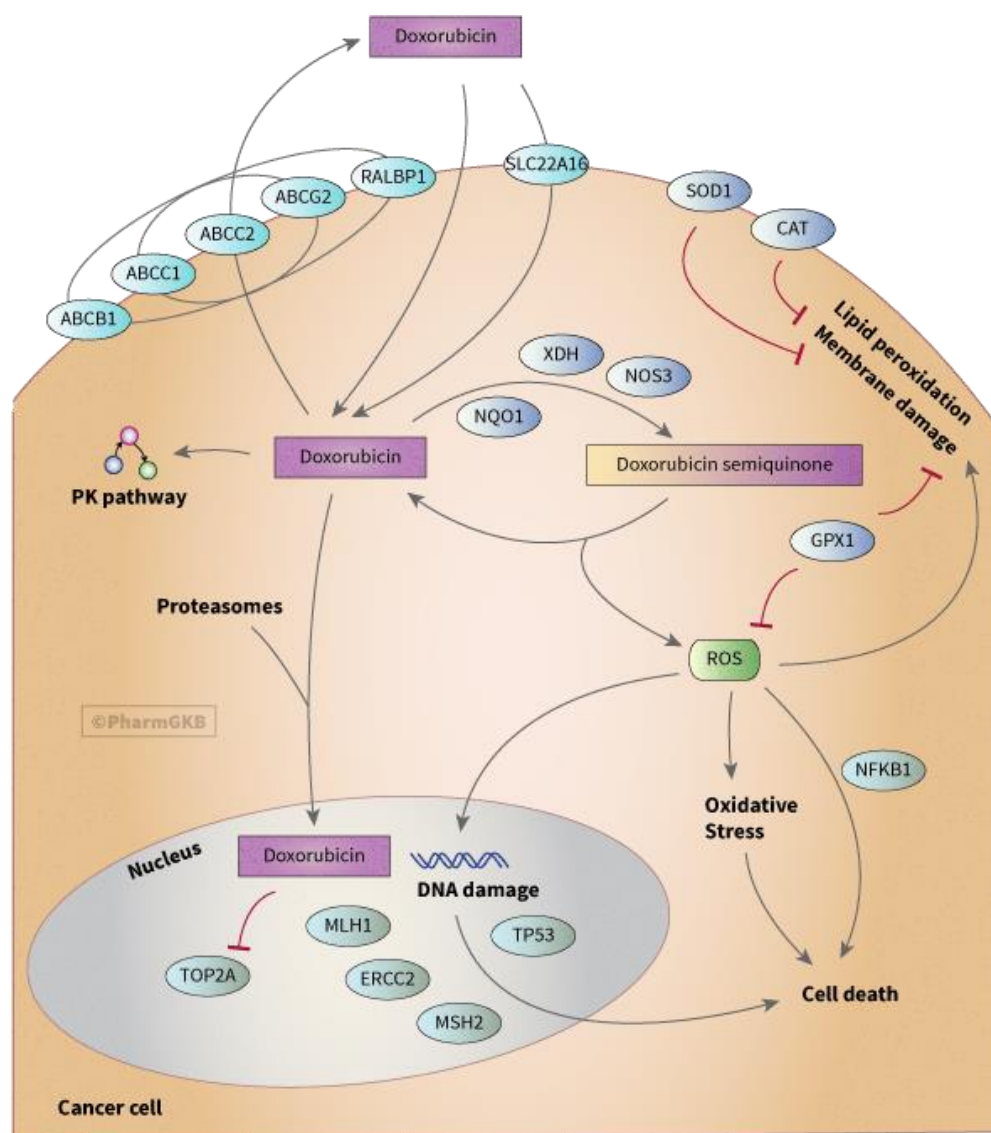 Doxorubicin
SLC22A16
RALBP1
ABCG2
SOD1
ABCC2
CAT
ABCC1
ABCB1
Lipid peroxidation
Membrane damage
XDH
NOS3
NQO1
Doxorubicin
Doxorubicin semiquinone
PK pathway
GPX1
Proteasomes
ROS
©PharmGKB
NFKB1
Oxidative
Stress
Nucleus
Doxorubicin
DNA damage
MLH1
TP53
TOP2A
ERCC2
MSH2
Cell death
Cancer cell